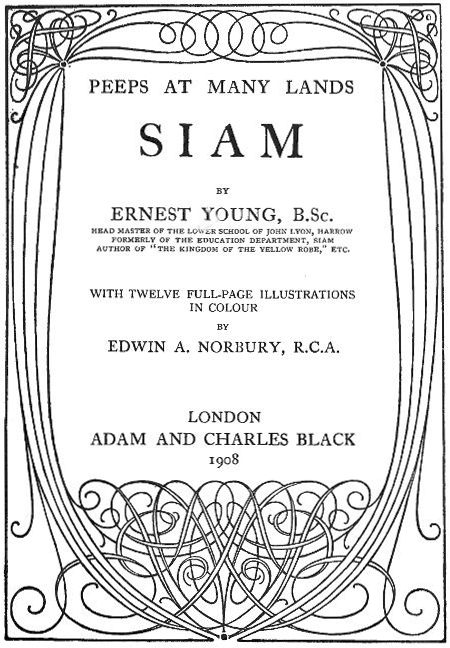 PEEPS AT MANY LANDS
SIAM
BY
ERNEST YOUNG, B.Sc.
HEAD MASTER OF THE LOWER SCHOOL OF JOHN LYON, HARROW
FORMERLY OF THE EDUCATION DEPARTMENT, SIAM
AUTHOR OF "THE KINGDOM OF THE YELLOW ROBE," ETC.
WITH TWELVE FULL-PAGE ILLUSTRATIONS
IN COLOUR
BY
EDWIN A. NORBURY, R.C.A.
LONDON
ADAM AND CHARLES BLACK
1908